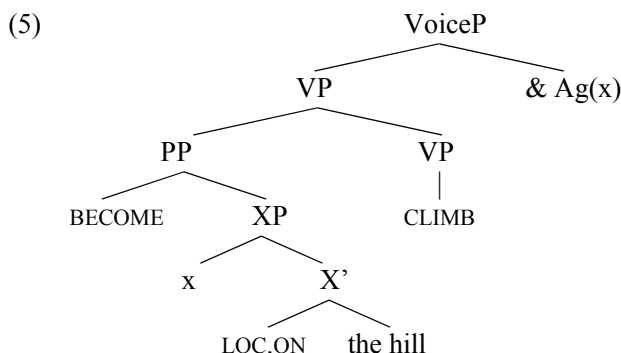 (5) VoiceP
VP & Ag(x)
PP VP
BECOME XP CLIMB
x X’
LOC.ON the hill